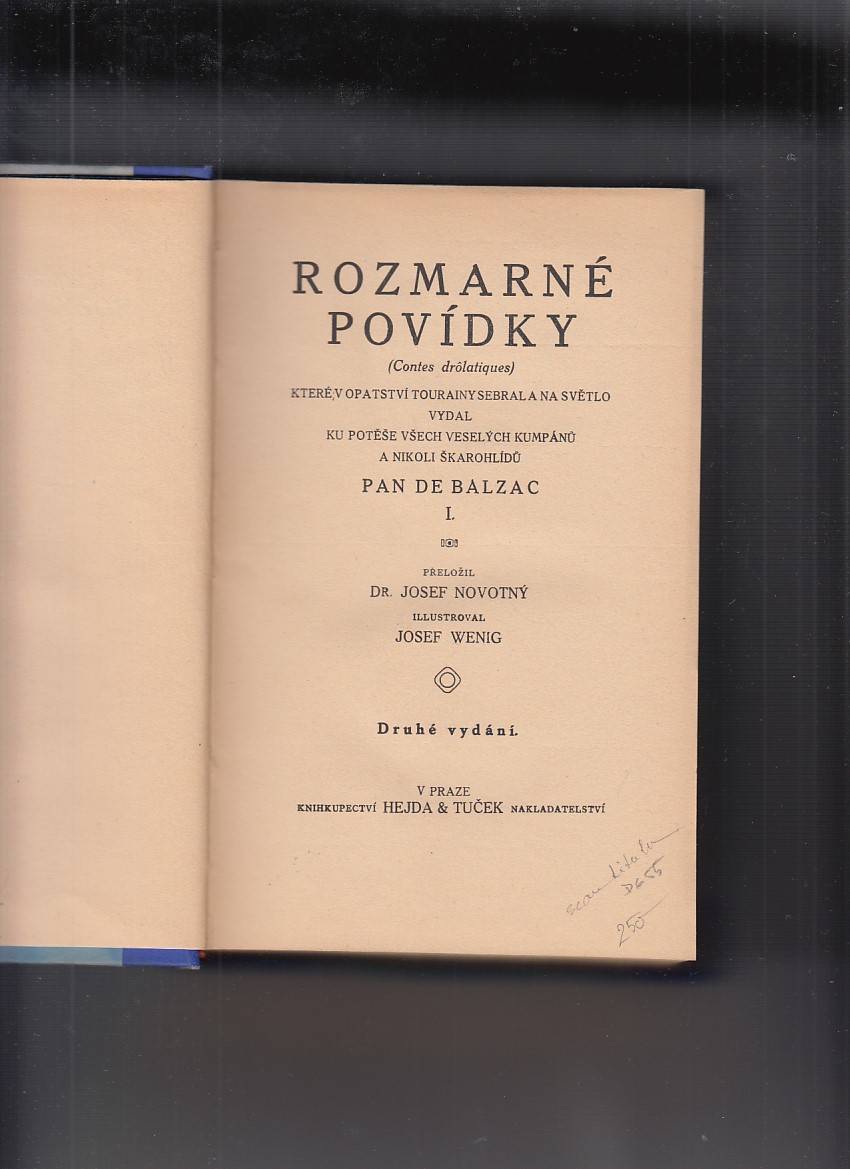 ROZMARNÉ
POVÍDKY
(Contes drôlatiques)
KTERÉ, V OPATSTVÍ TOURAINY SEBRAL A NA SVĚTLO
VYDAL
KU POTĚŠE VŠECH VESELÝCH KUMPÁNŮ
A NIKOLI ŠKAROHLÍDŮ
PAN DE BALZAC
I.
PŘELOŽIL
DR. JOSEF NOVOTNÝ
ILLUSTROVAL
JOSEF WENIG
Druhé vydání.
V PRAZE
KNIHKUPECTVÍ HEJDA & TUČEK NAKLADATELSTVÍ
scan
250